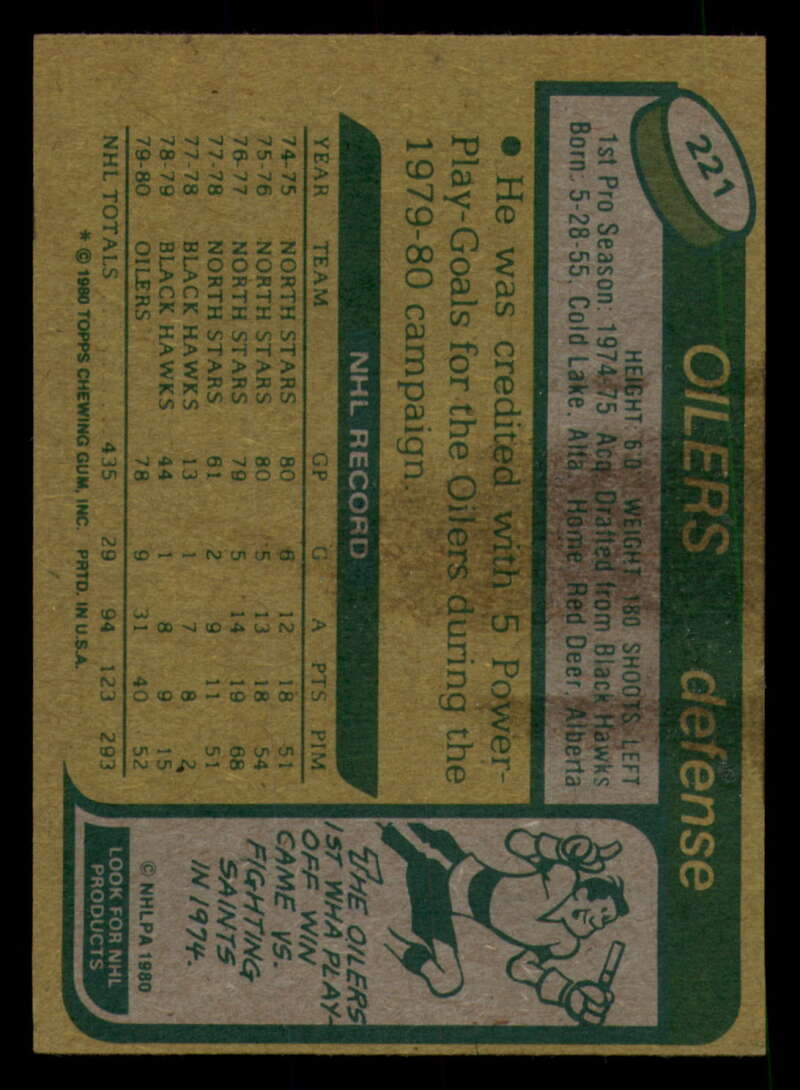 221
OILERS defense
HEIGHT 6'0 WEIGHT 180 SHOOTS LEFT
1st Pro Season: 1974-75 Acq. Drafted from Black Hawks
Born. 5-28-55, Cold Lake, Alta. Home Red Deer, Alberta
• He was credited with 5 Power-
Play-Goals for the Oilers during the
1979-80 campaign.
NHL RECORD
YEAR TEAM GP G A PTS PIM
74-75 NORTH STARS 80 6 12 18 51
75-76 NORTH STARS 80 5 13 18 54
76-77 NORTH STARS 79 5 14 19 68
77-78 NORTH STARS 61 2 9 11 51
77-78 BLACK HAWKS 13 1 7 8 2
78-79 BLACK HAWKS 44 1 8 9 15
79-80 OILERS 78 9 31 40 52
NHL TOTALS 435 29 94 123 293
* © 1980 TOPPS CHEWING GUM, INC. PRTD. IN U.S.A.
THE OILERS
1ST WHA PLAY-
OFF WIN
GAME VS.
FIGHTING
SAINTS
IN 1974.
© NHLPA 1980
LOOK FOR NHL
PRODUCTS